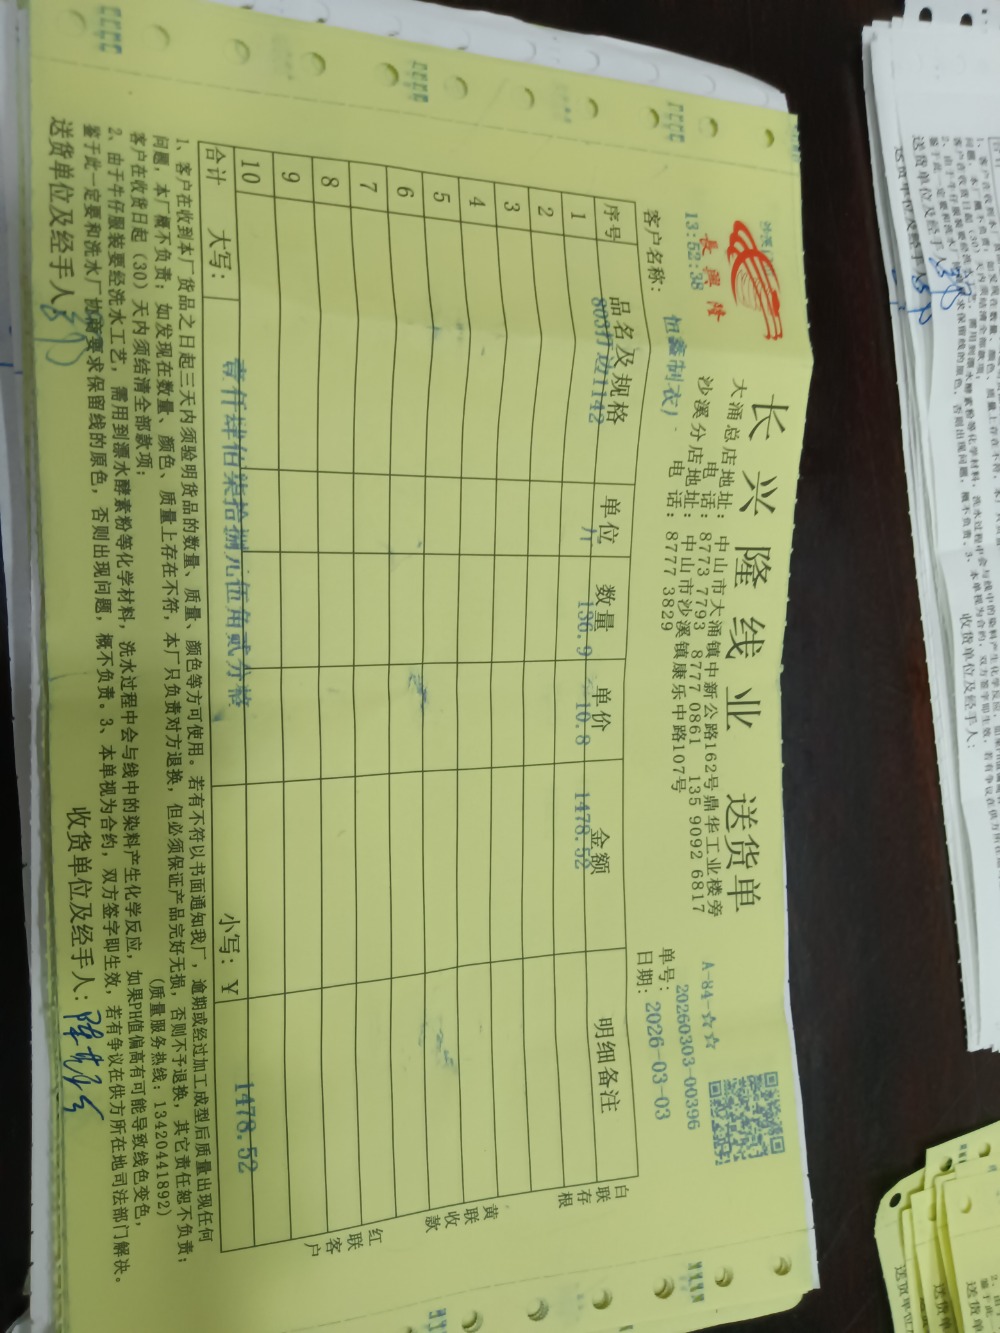 长兴隆线业 送货单
長興隆
13:52:38
大涌总店地址：中山市大涌镇中新公路162号鼎华工业楼旁
电话：8773 7793 8777 0861 135 9092 6817
沙溪分店地址：中山市沙溪镇康乐中路107号
电话：8777 3829
A-84-☆☆
单号：20260303-00396
客户名称：恒鑫制衣厂
日期：2026-03-03
序号 品名及规格 单位 数量 单价 金额 明细备注
1 803打边1142 斤 136.9 10.8 1478.52
2
3
4
5
6
7
8
9
10
合计 大写：壹仟肆佰柒拾捌元伍角贰分整 小写：￥ 1478.52
白联存根
黄联收款
红联客户
1、客户在收到本厂货品之日起三天内须验明货品的数量、质量、颜色等方可使用。若有不符以书面通知我厂，逾期或经过加工成型后质量出现任何
问题，本厂概不负责；如发现在数量、颜色、质量上存在不符，本厂只负责对方退换，但必须保证产品完好无损，否则不予退换，其它责任恕不负责；
客户在收货日起（30）天内须结清全部款项；
(质量服务热线：13420441892)
2、由于牛仔服装要经洗水工艺，需用到漂水酵素粉等化学材料，洗水过程中会与线中的染料产生化学反应，如果PH值偏高有可能导致线色变色，
鉴于此一定要和洗水厂协商要求保留线的原色，否则出现问题，概不负责。3、本单视为合约，双方签字即生效，若有争议在供方所在地司法部门解决。
送货单位及经手人：
收货单位及经手人：